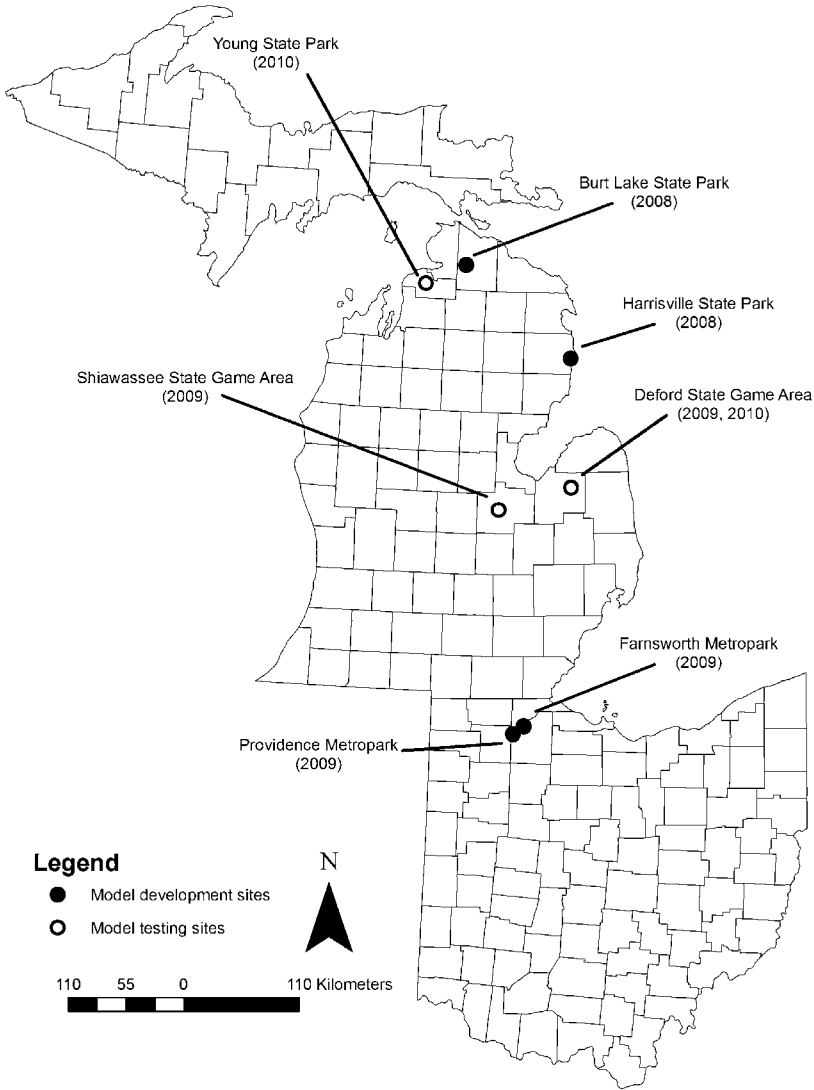 Young State Park
(2010)
Burt Lake State Park
(2008)
Harrisville State Park
(2008)
Shiawassee State Game Area
(2009)
Deford State Game Area
(2009, 2010)
Farnsworth Metropark
(2009)
Providence Metropark
(2009)
Legend
Model development sites
Model testing sites
N
110 55 0 110 Kilometers